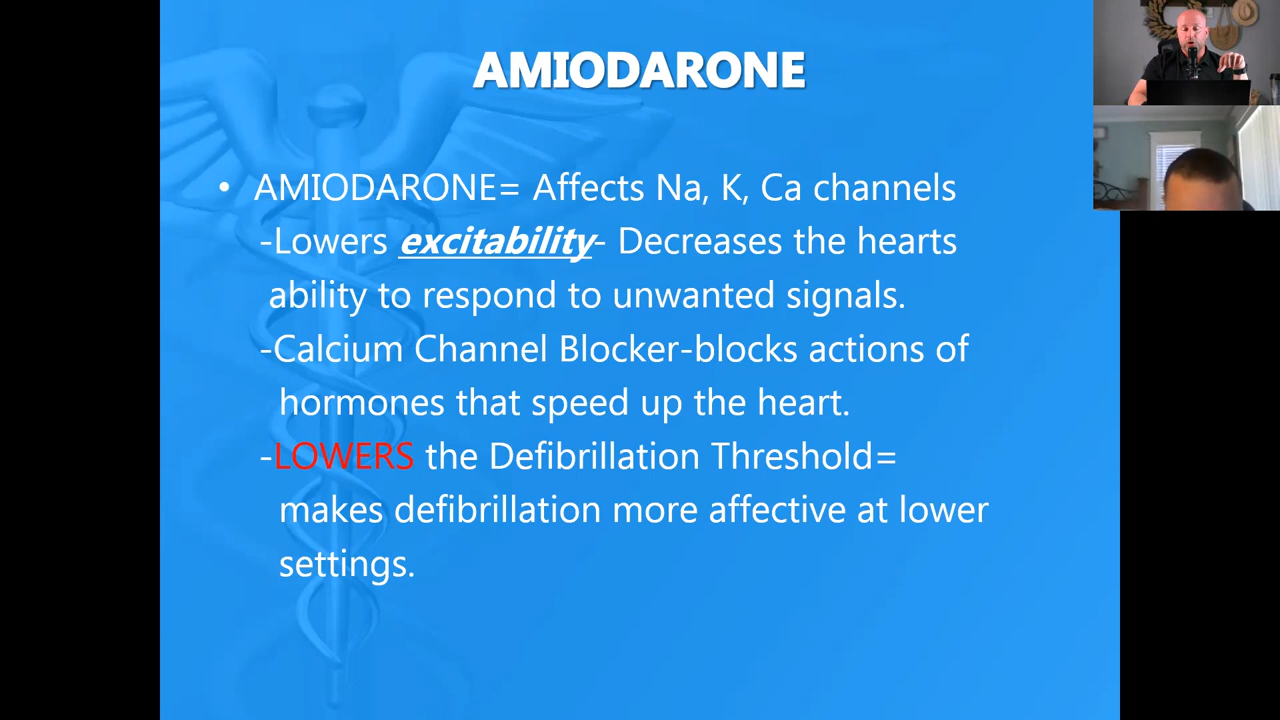 AMIODARONE
• AMIODARONE= Affects Na, K, Ca channels
-Lowers excitability- Decreases the hearts
ability to respond to unwanted signals.
-Calcium Channel Blocker-blocks actions of
hormones that speed up the heart.
-LOWERS the Defibrillation Threshold=
makes defibrillation more affective at lower
settings.